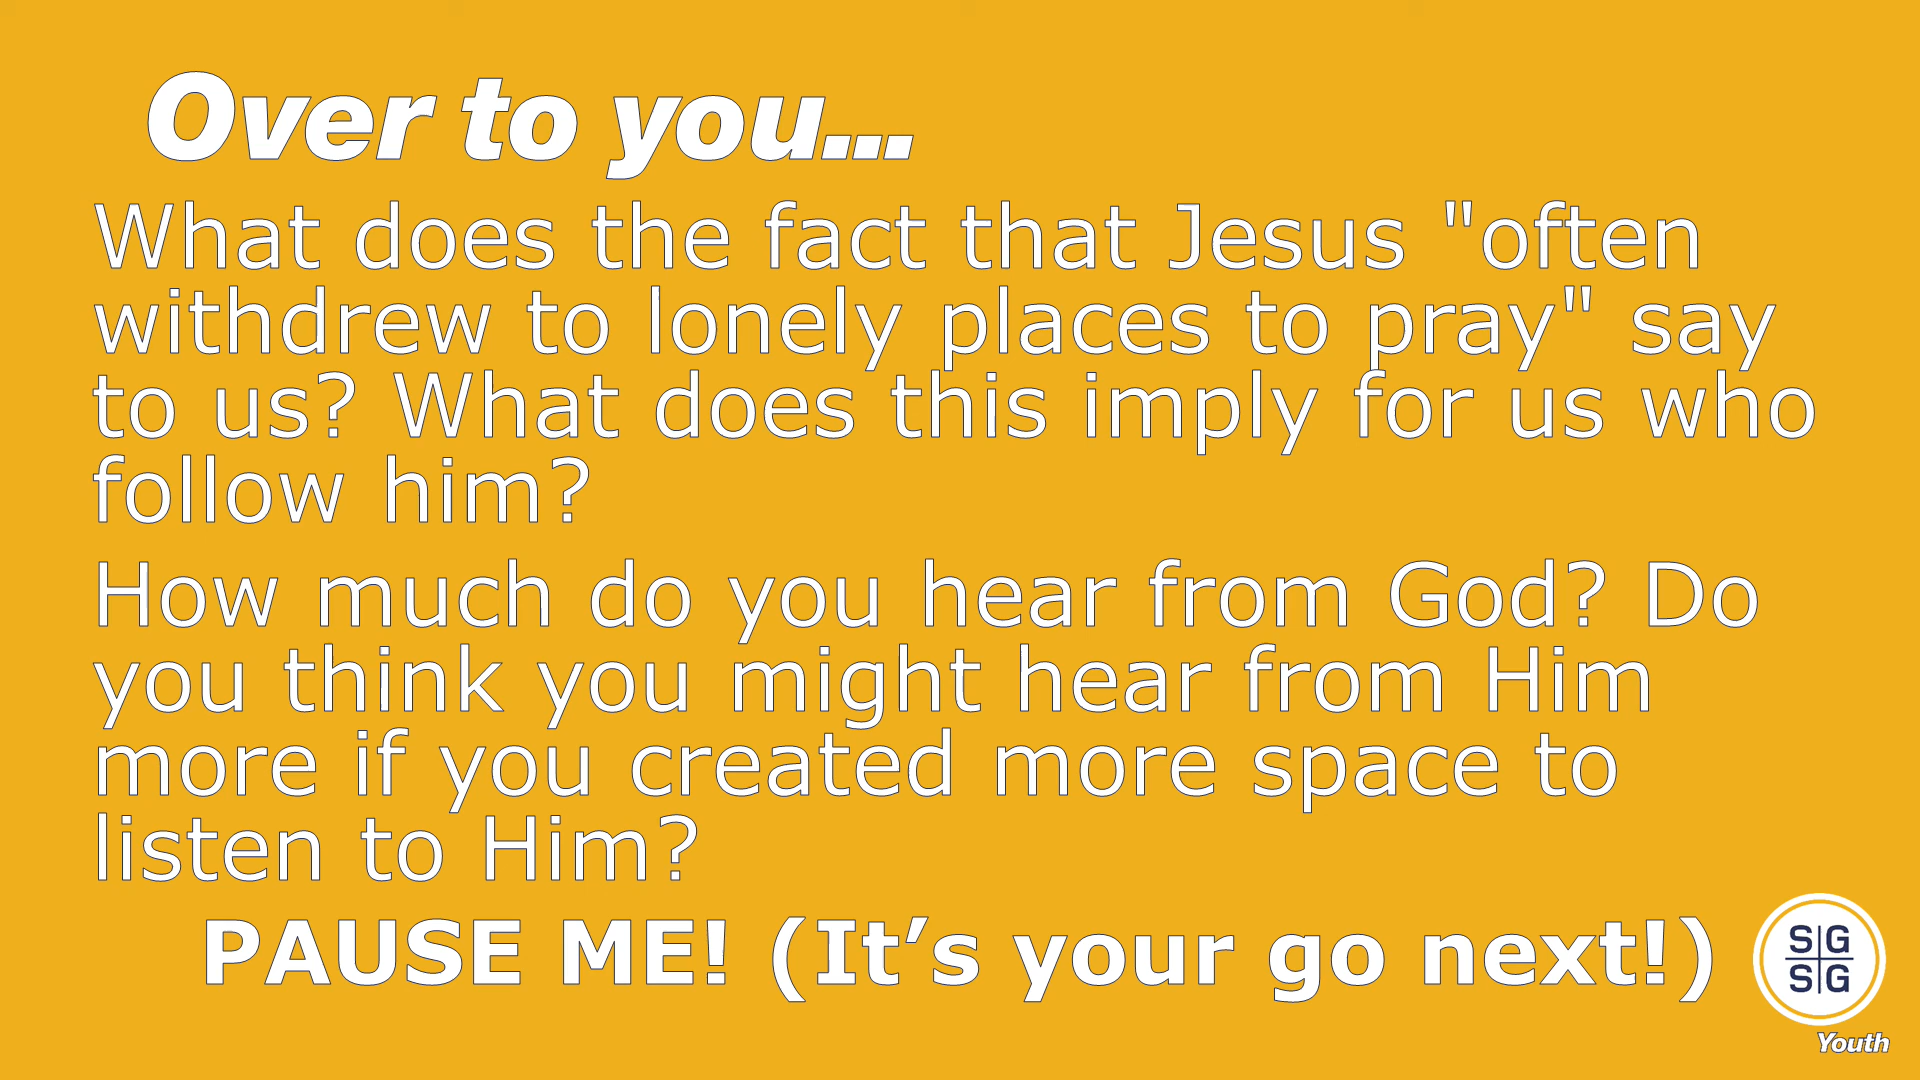 Over to you...
What does the fact that Jesus "often
withdrew to lonely places to pray" say
to us? What does this imply for us who
follow him?
How much do you hear from God? Do
you think you might hear from Him
more if you created more space to
listen to Him?
PAUSE ME! (It’s your go next!)
S|G
S|G
Youth